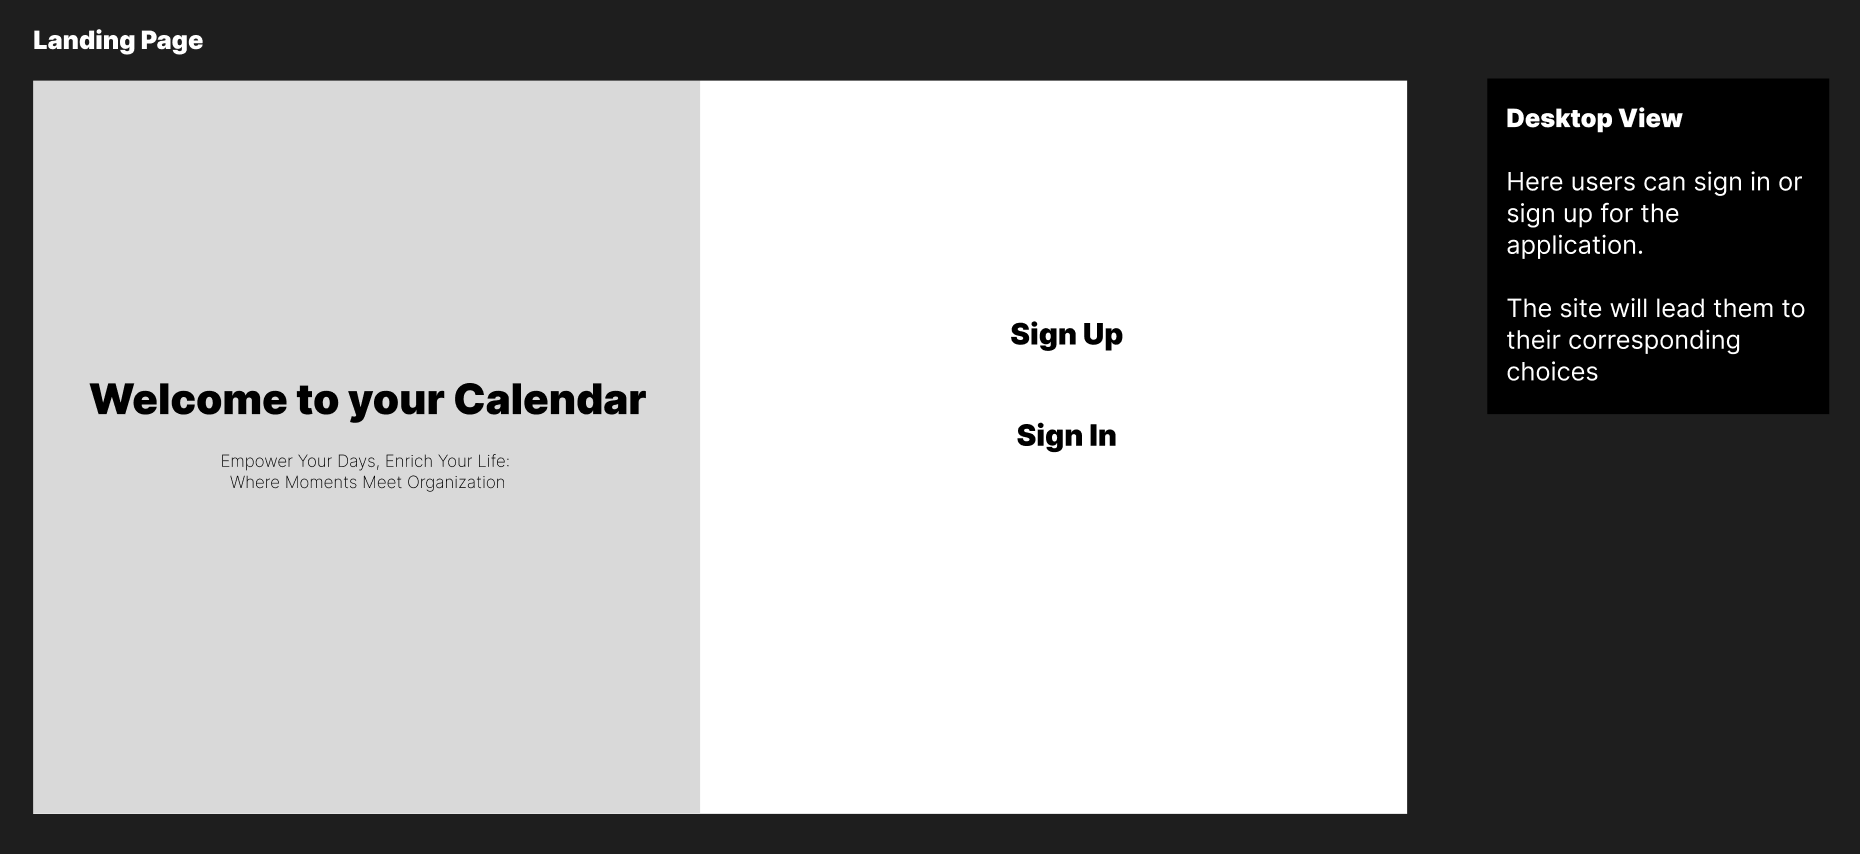 Landing Page
Welcome to your Calendar
Empower Your Days, Enrich Your Life:
Where Moments Meet Organization
Sign Up
Sign In
Desktop View
Here users can sign in or
sign up for the
application.
The site will lead them to
their corresponding
choices